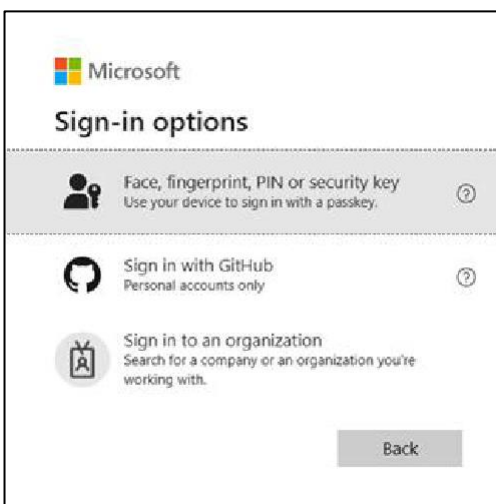 Microsoft
Sign-in options
Face, fingerprint, PIN or security key
Use your device to sign in with a passkey.
Sign in with GitHub
Personal accounts only
Sign in to an organization
Search for a company or an organization you're
working with.
Back